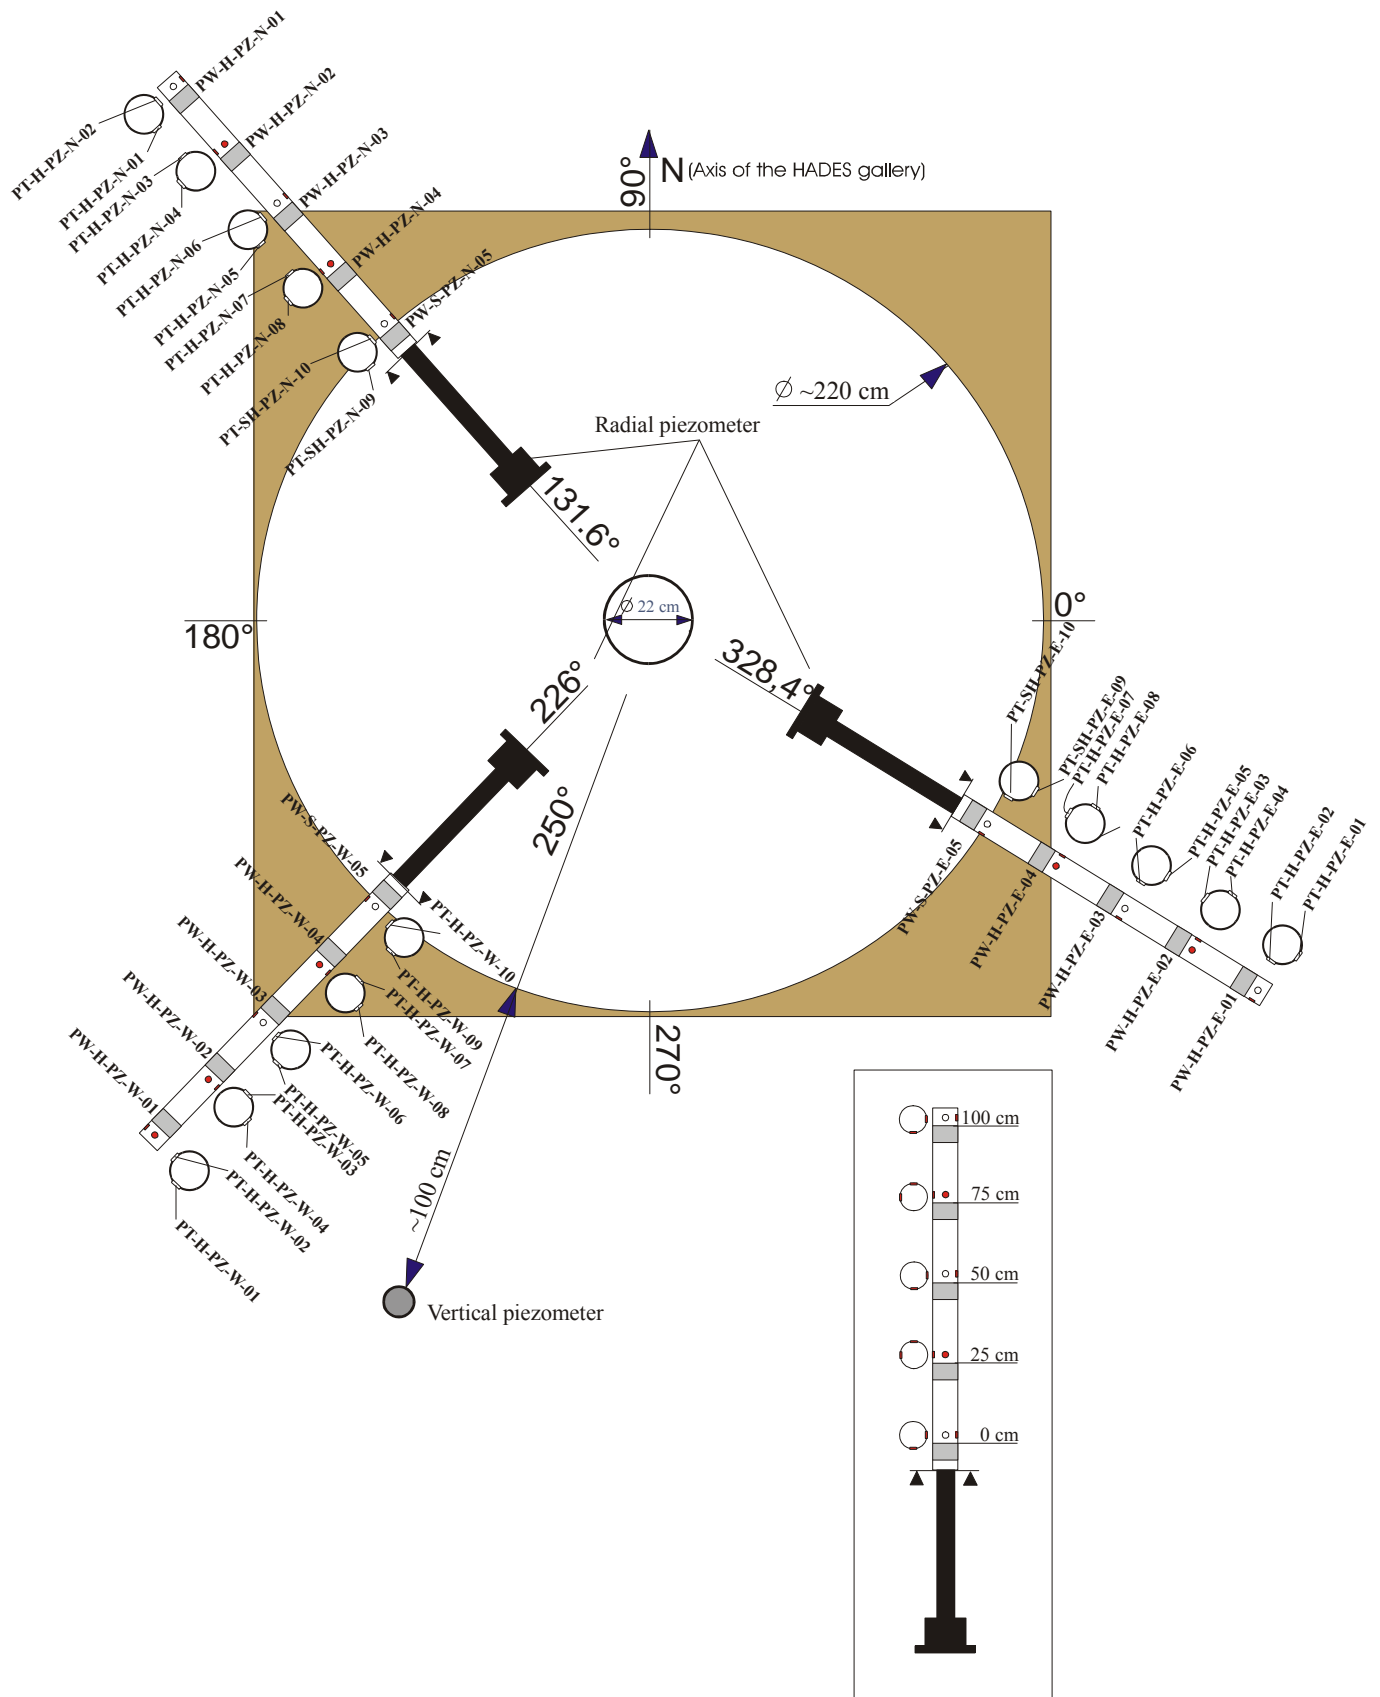 PW-H-PZ-N-01
PW-H-PZ-N-02
PW-H-PZ-N-03
PW-H-PZ-N-04
PW-S-PZ-N-05
PT-H-PZ-N-02
PT-H-PZ-N-01
PT-H-PZ-N-03
PT-H-PZ-N-04
PT-H-PZ-N-06
PT-H-PZ-N-05
PT-H-PZ-N-07
PT-H-PZ-N-08
PT-SH-PZ-N-10
PT-SH-PZ-N-09
90°
N (Axis of the HADES gallery)
Ø ~220 cm
Radial piezometer
131.6°
Ø 22 cm
0°
180°
328,4°
226°
250°
270°
PT-SH-PZ-E-10
PT-SH-PZ-E-09
PT-H-PZ-E-07
PT-H-PZ-E-08
PT-H-PZ-E-06
PT-H-PZ-E-05
PT-H-PZ-E-03
PT-H-PZ-E-04
PT-H-PZ-E-02
PT-H-PZ-E-01
PW-S-PZ-E-05
PW-H-PZ-E-04
PW-H-PZ-E-03
PW-H-PZ-E-02
PW-H-PZ-E-01
PW-S-PZ-W-05
PW-H-PZ-W-04
PW-H-PZ-W-03
PW-H-PZ-W-02
PW-H-PZ-W-01
PT-H-PZ-W-10
PT-H-PZ-W-09
PT-H-PZ-W-07
PT-H-PZ-W-08
PT-H-PZ-W-06
PT-H-PZ-W-05
PT-H-PZ-W-03
PT-H-PZ-W-04
PT-H-PZ-W-02
PT-H-PZ-W-01
~100 cm
Vertical piezometer
100 cm
75 cm
50 cm
25 cm
0 cm